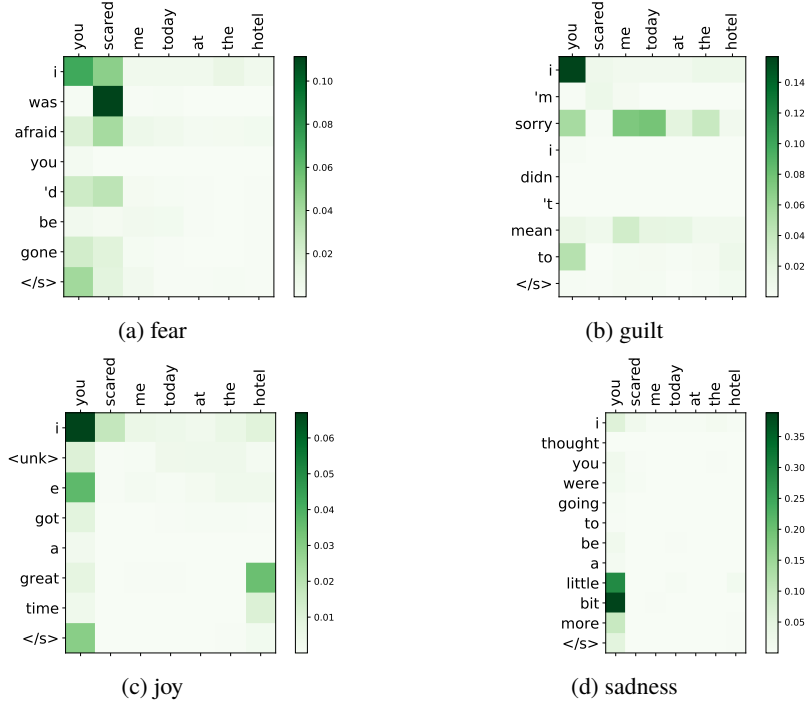 you scared me today at the hotel
i
was
afraid
you
'd
be
gone
</s>
0.10
0.08
0.06
0.04
0.02
(a) fear
you scared me today at the hotel
i
'm
sorry
i
didn
't
mean
to
</s>
0.14
0.12
0.10
0.08
0.06
0.04
0.02
(b) guilt
you scared me today at the hotel
i
<unk>
e
got
a
great
time
</s>
0.06
0.05
0.04
0.03
0.02
0.01
(c) joy
you scared me today at the hotel
i
thought
you
were
going
to
be
a
little
bit
more
</s>
0.35
0.30
0.25
0.20
0.15
0.10
0.05
(d) sadness